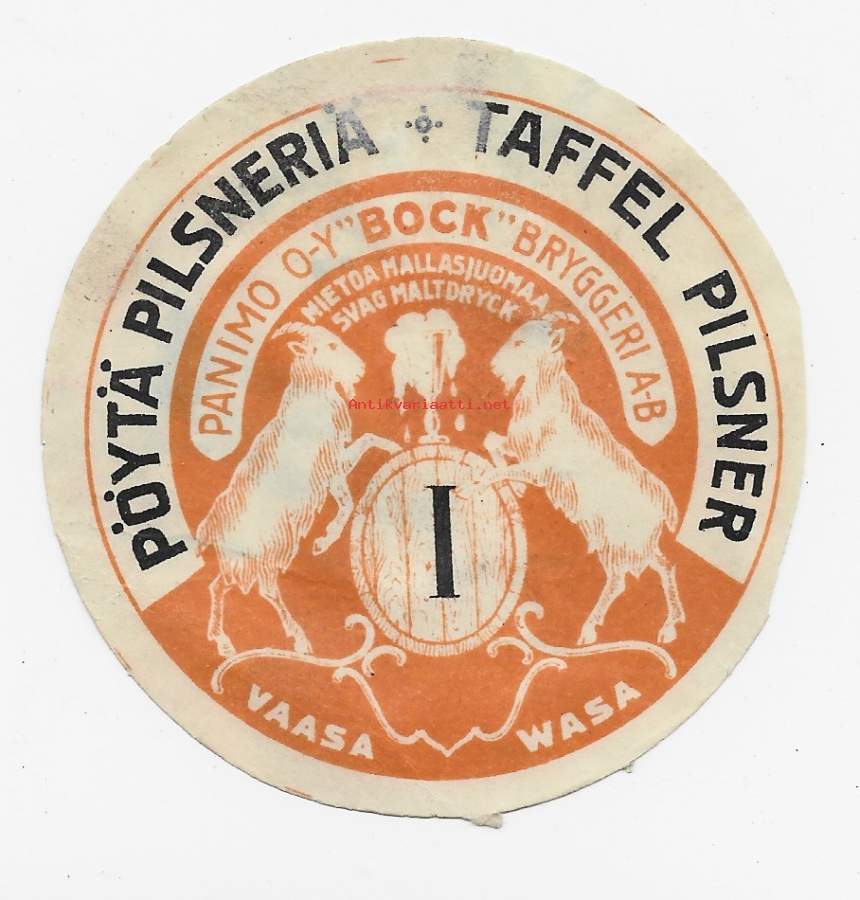 PÖYTÄ PILSNERIÄ TAFFEL PILSNER
PANIMO O-Y "BOCK" BRYGGERI A-B
MIETOA MALLASJUOMAA
SVAG MALTDRYCK
Antikvariaatti.net
I
VAASA WASA